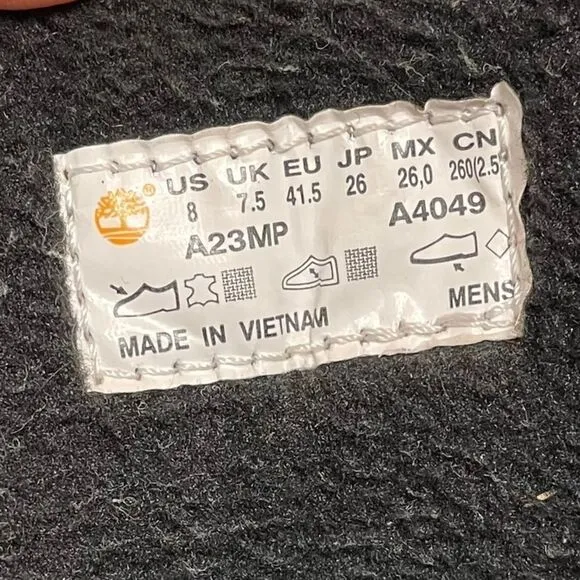 US UK EU JP MX CN
8 7.5 41.5 26 26,0 260(2.5
A23MP A4049
MADE IN VIETNAM MENS